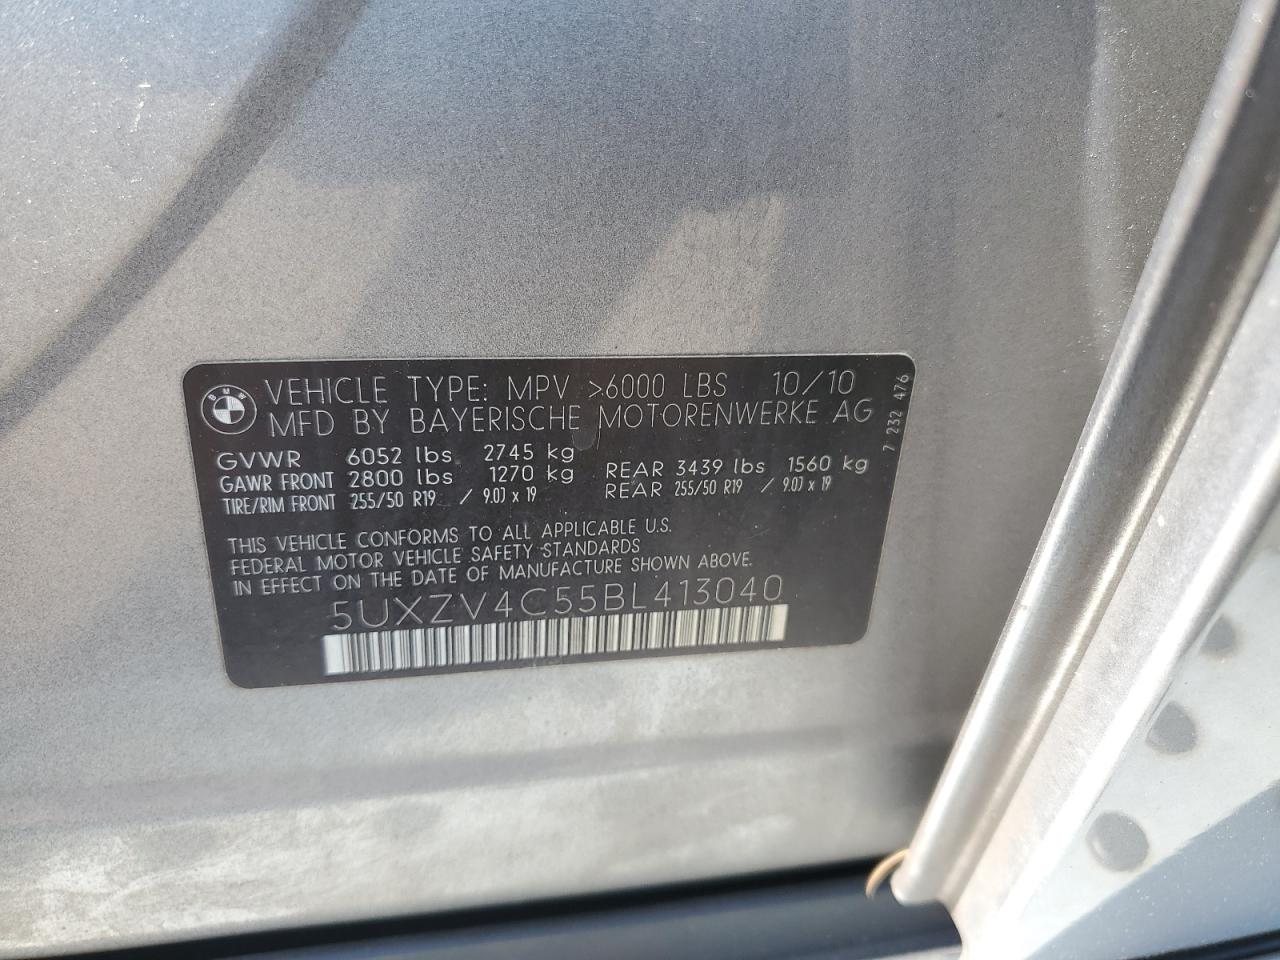 BMW
VEHICLE TYPE: MPV >6000 LBS 10/10
MFD BY BAYERISCHE MOTORENWERKE AG
7 232 476
GVWR 6052 lbs 2745 kg
GAWR FRONT 2800 lbs 1270 kg REAR 3439 lbs 1560 kg
TIRE/RIM FRONT 255/50 R19 / 9.0J x 19 REAR 255/50 R19 / 9.0J x 19
THIS VEHICLE CONFORMS TO ALL APPLICABLE U.S.
FEDERAL MOTOR VEHICLE SAFETY STANDARDS
IN EFFECT ON THE DATE OF MANUFACTURE SHOWN ABOVE.
5UXZV4C55BL413040